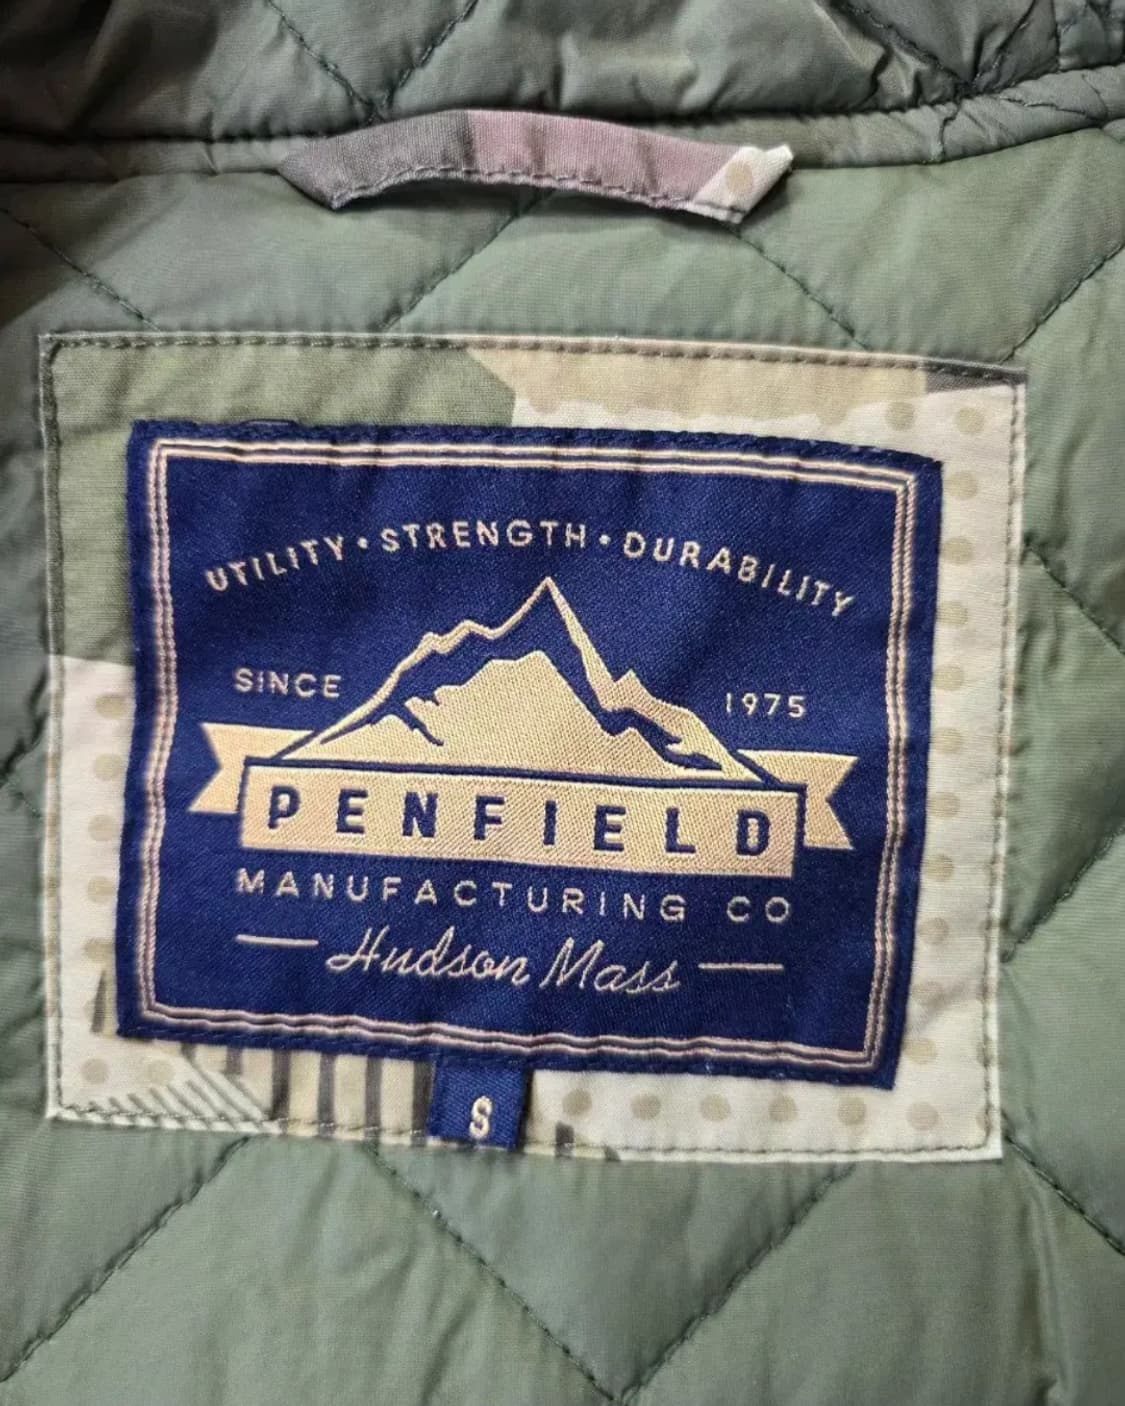 UTILITY • STRENGTH • DURABILITY
SINCE 1975
PENFIELD
MANUFACTURING CO
Hudson Mass
S